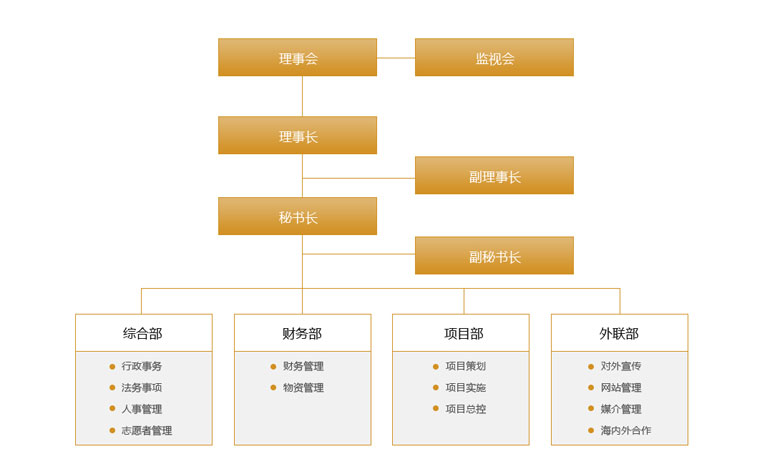 理事会
监视会
理事长
副理事长
秘书长
副秘书长
综合部
行政事务
法务事项
人事管理
志愿者管理
财务部
财务管理
物资管理
项目部
项目策划
项目实施
项目总控
外联部
对外宣传
网站管理
媒介管理
海内外合作